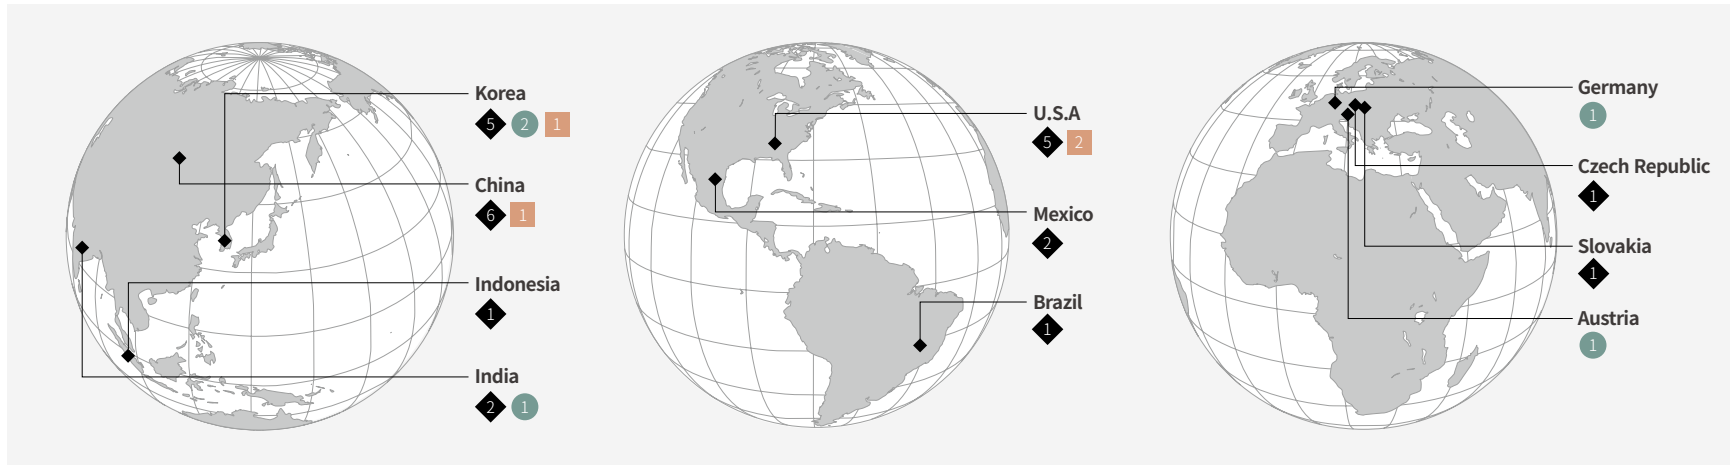 Korea
5 2 1
China
6 1
Indonesia
1
India
2 1
U.S.A
5 2
Mexico
2
Brazil
1
Germany
1
Czech Republic
1
Slovakia
1
Austria
1